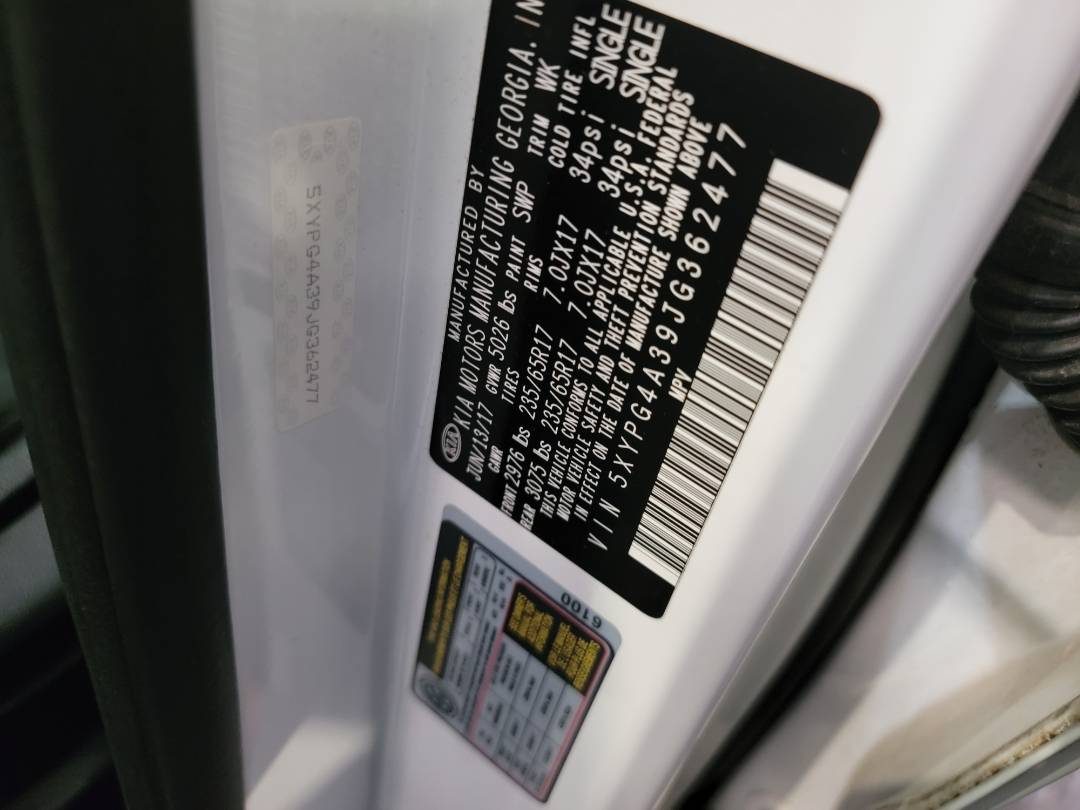 MANUFACTURED BY
KIA KIA MOTORS MANUFACTURING GEORGIA. IN
JUN/13/17 GVWR 5026 lbs PAINT SWP TRIM WK
GAWR TIRES RIMS COLD TIRE INFL
FRONT 2976 lbs 235/65R17 7.0JX17 34psi SINGLE
REAR 3075 lbs 235/65R17 7.0JX17 34psi SINGLE
THIS VEHICLE CONFORMS TO ALL APPLICABLE U.S.A. FEDERAL
MOTOR VEHICLE SAFETY AND THEFT PREVENTION STANDARDS
IN EFFECT ON THE DATE OF MANUFACTURE SHOWN ABOVE
MPV
VIN 5XYPG4A39JG362477
5XYPG4A39JG362477
6100